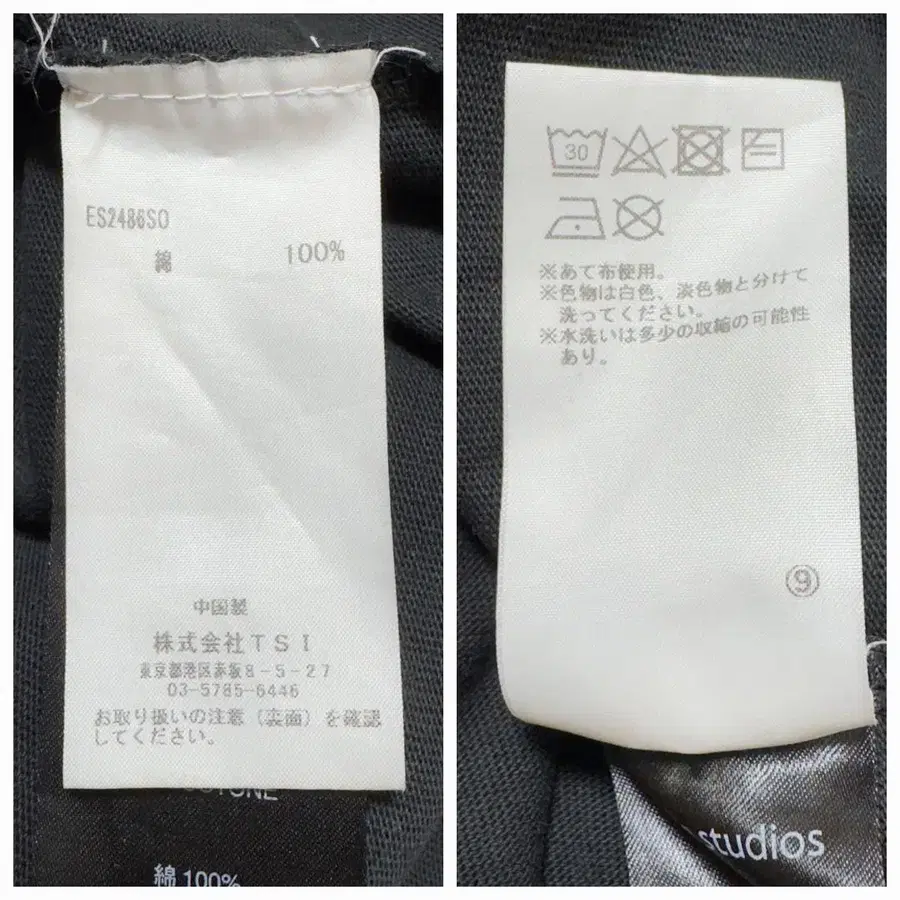 ES2486SO
綿 100%
中国製
株式会社TSI
東京都港区赤坂8-5-27
03-5785-6446
お取り扱いの注意（裏面）を確認
してください。
綿100%
30
※あて布使用。
※色物は白色、淡色物と分けて
洗ってください。
※水洗いは多少の収縮の可能性
あり。
⑨
studios